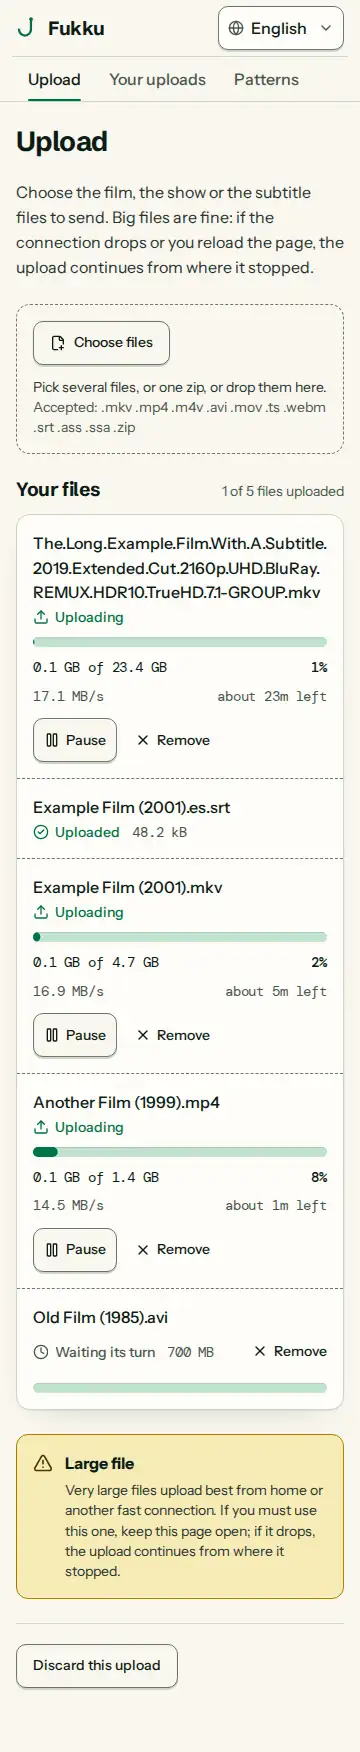 Fukku
English
Upload
Your uploads
Patterns
Upload
Choose the film, the show or the subtitle
files to send. Big files are fine: if the
connection drops or you reload the page, the
upload continues from where it stopped.
Choose files
Pick several files, or one zip, or drop them here.
Accepted: .mkv .mp4 .m4v .avi .mov .ts .webm
.srt .ass .ssa .zip
Your files
1 of 5 files uploaded
The.Long.Example.Film.With.A.Subtitle.
2019.Extended.Cut.2160p.UHD.BluRay.
REMUX.HDR10.TrueHD.7.1-GROUP.mkv
Uploading
0.1 GB of 23.4 GB 1%
17.1 MB/s about 23m left
Pause Remove
Example Film (2001).es.srt
Uploaded 48.2 kB
Example Film (2001).mkv
Uploading
0.1 GB of 4.7 GB 2%
16.9 MB/s about 5m left
Pause Remove
Another Film (1999).mp4
Uploading
0.1 GB of 1.4 GB 8%
14.5 MB/s about 1m left
Pause Remove
Old Film (1985).avi
Waiting its turn 700 MB Remove
Large file
Very large files upload best from home or
another fast connection. If you must use
this one, keep this page open; if it drops,
the upload continues from where it
stopped.
Discard this upload